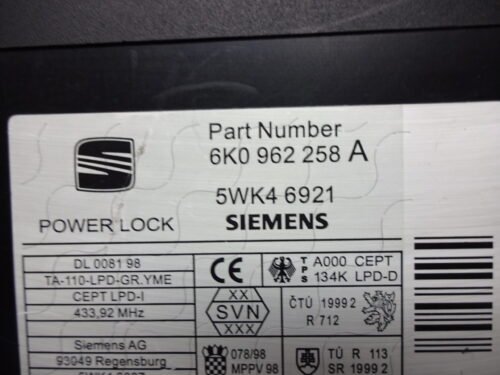 Part Number
6K0 962 258 A
5WK4 6921
POWER LOCK SIEMENS
DL 0081 98
TA-110-LPD-GR.YME
CEPT LPD-I
433,92 MHz
CE
XX
SVN
XXX
T P S A000 CEPT
134K LPD-D
ČTÚ 1999 2
R 712
Siemens AG
93049 Regensburg
078/98
MPPV 98
TÚ R 113
SR 1999 2